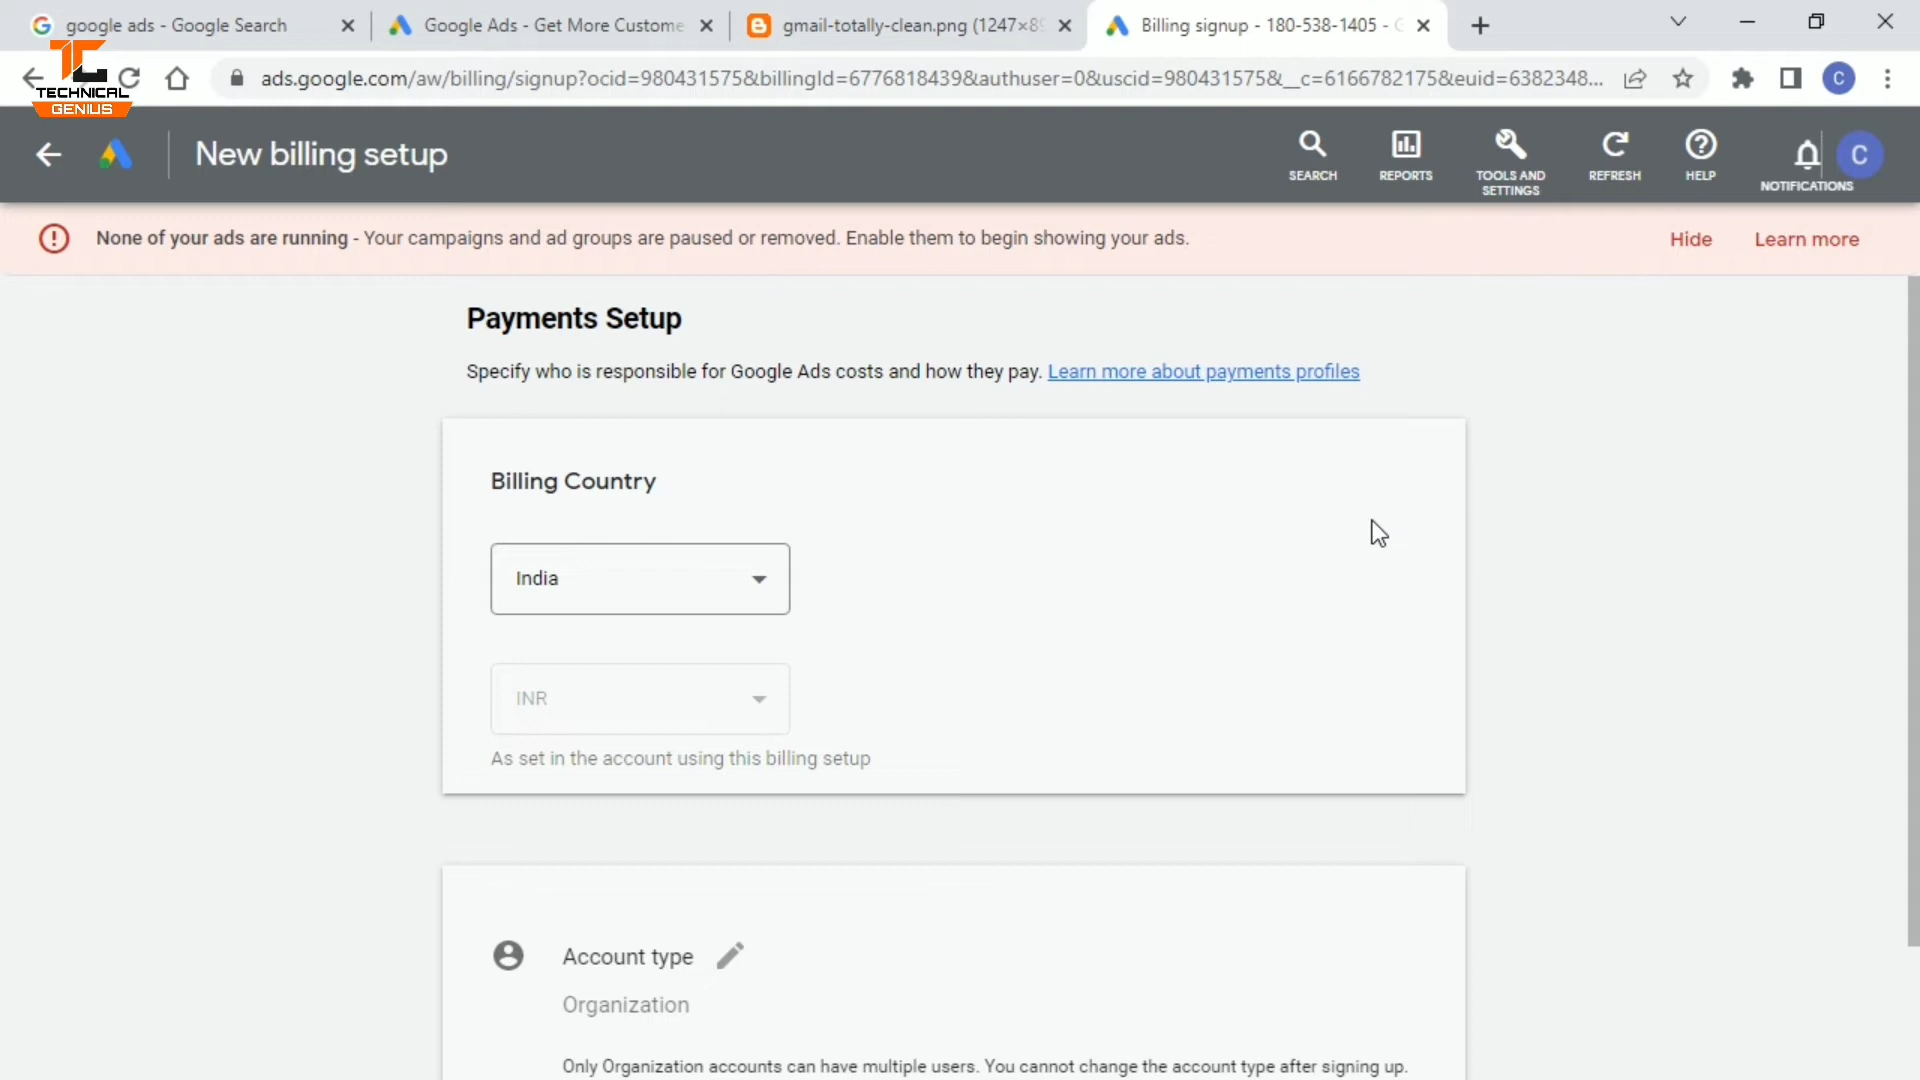 google ads - Google Search
Google Ads - Get More Custome
gmail-totally-clean.png (1247×89
Billing signup - 180-538-1405 - G
ads.google.com/aw/billing/signup?ocid=980431575&billingId=6776818439&authuser=0&uscid=980431575&__c=6166782175&euid=6382348...
C
TECHNICAL
GENIUS
New billing setup
SEARCH
REPORTS
TOOLS AND
SETTINGS
REFRESH
HELP
NOTIFICATIONS
C
None of your ads are running - Your campaigns and ad groups are paused or removed. Enable them to begin showing your ads.
Hide
Learn more
Payments Setup
Specify who is responsible for Google Ads costs and how they pay. Learn more about payments profiles
Billing Country
India
INR
As set in the account using this billing setup
Account type
Organization
Only Organization accounts can have multiple users. You cannot change the account type after signing up.